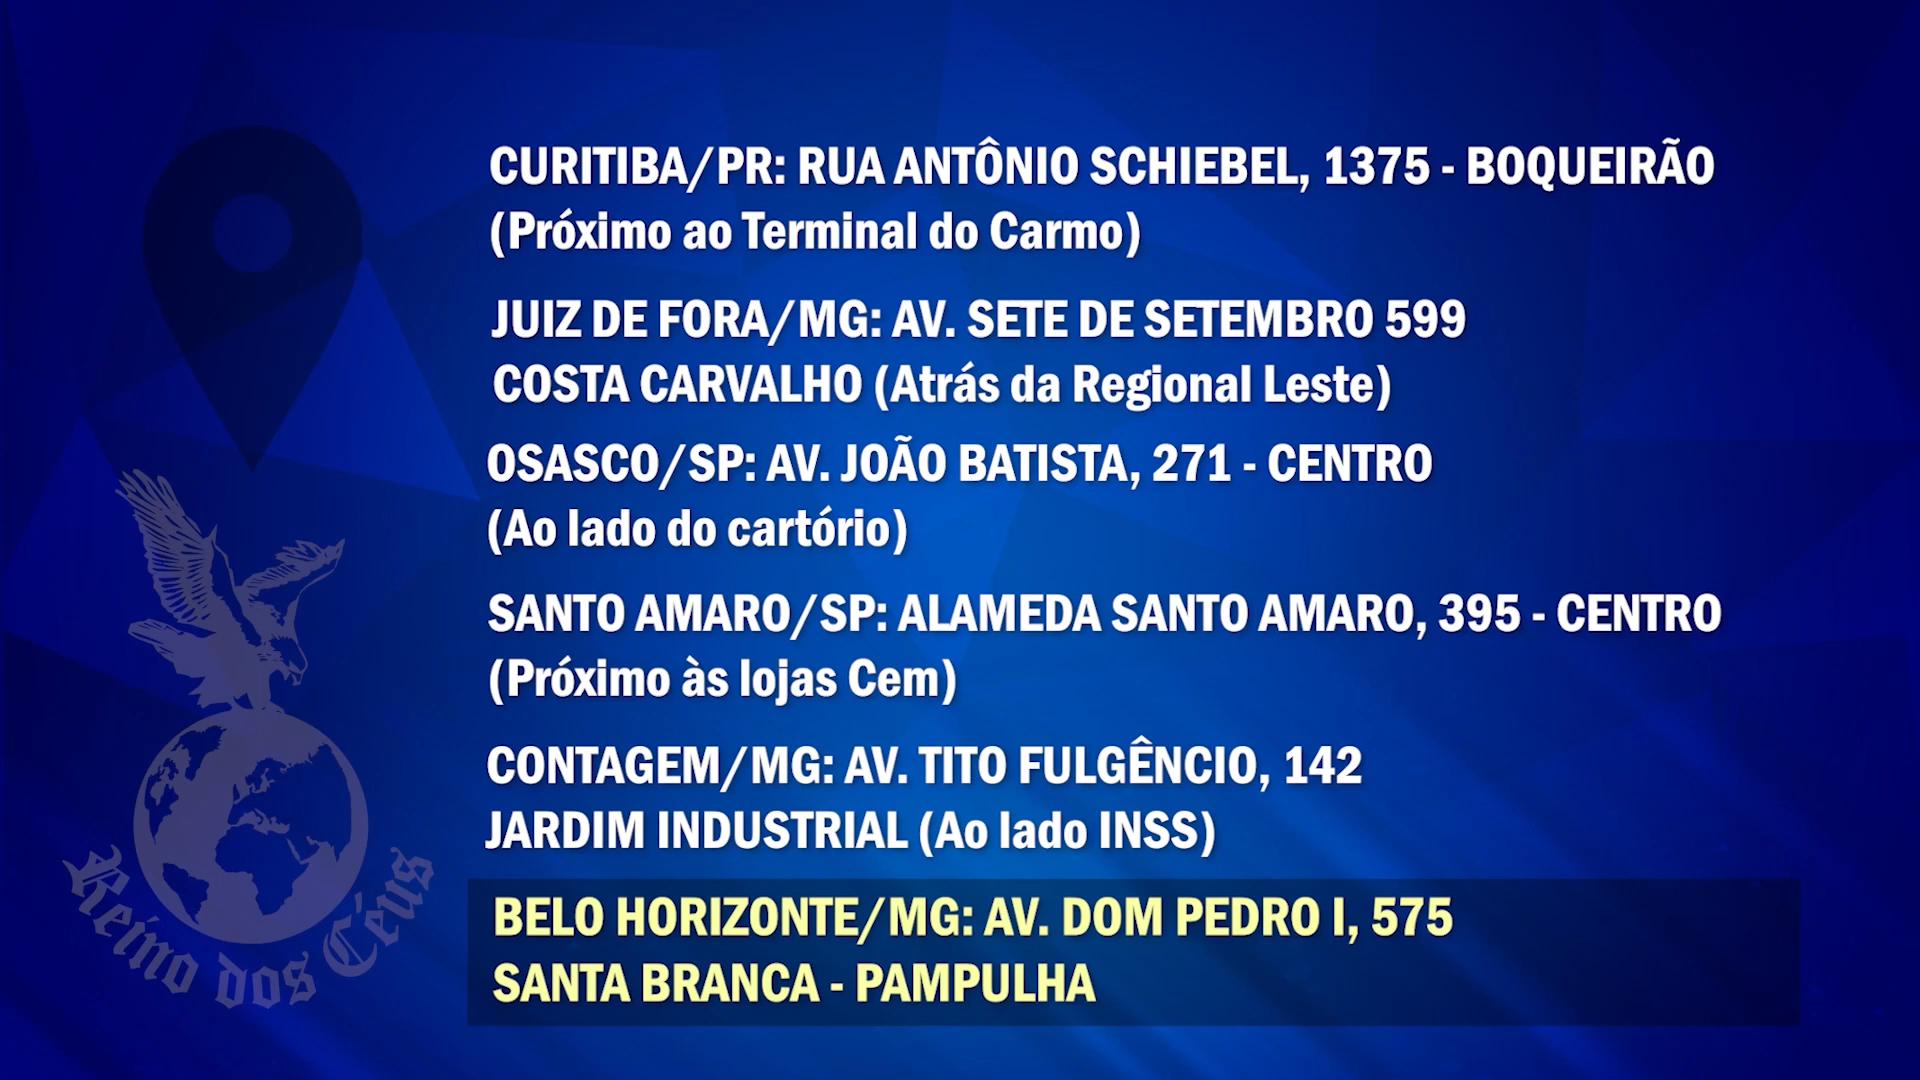 CURITIBA/PR: RUA ANTÔNIO SCHIEBEL, 1375 - BOQUEIRÃO
(Próximo ao Terminal do Carmo)
JUIZ DE FORA/MG: AV. SETE DE SETEMBRO 599
COSTA CARVALHO (Atrás da Regional Leste)
OSASCO/SP: AV. JOÃO BATISTA, 271 - CENTRO
(Ao lado do cartório)
SANTO AMARO/SP: ALAMEDA SANTO AMARO, 395 - CENTRO
(Próximo às lojas Cem)
CONTAGEM/MG: AV. TITO FULGÊNCIO, 142
JARDIM INDUSTRIAL (Ao lado INSS)
BELO HORIZONTE/MG: AV. DOM PEDRO I, 575
SANTA BRANCA - PAMPULHA
Reino dos Céus